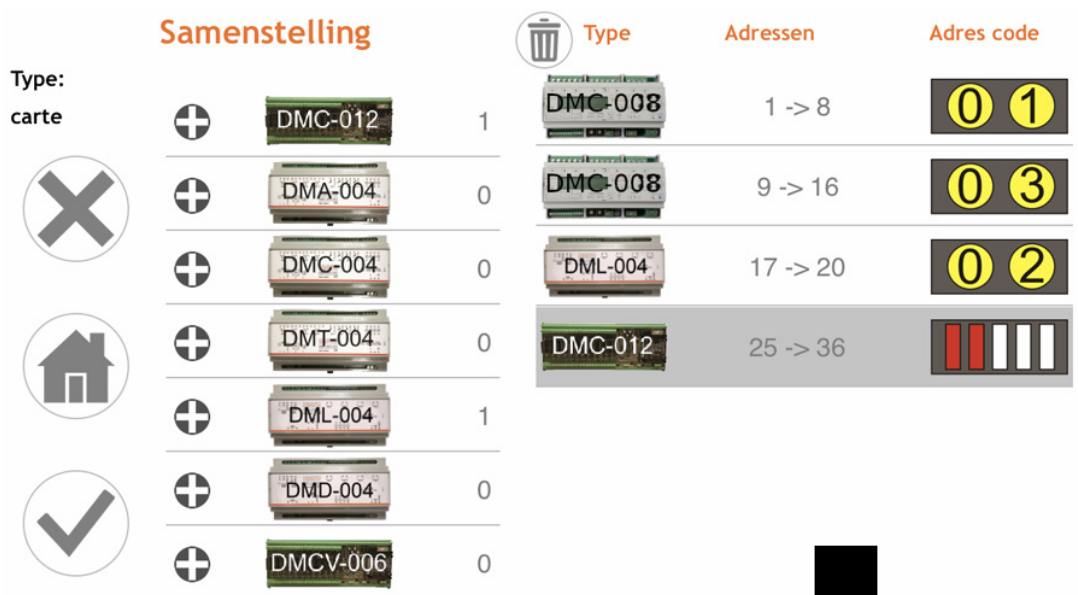 Samenstelling
Type:
carte
DMC-012 1
DMA-004 0
DMC-004 0
DMT-004 0
DML-004 1
DMD-004 0
DMCV-006 0
Type Adressen Adres code
DMC-008 1 -> 8 0 1
DMC-008 9 -> 16 0 3
DML-004 17 -> 20 0 2
DMC-012 25 -> 36